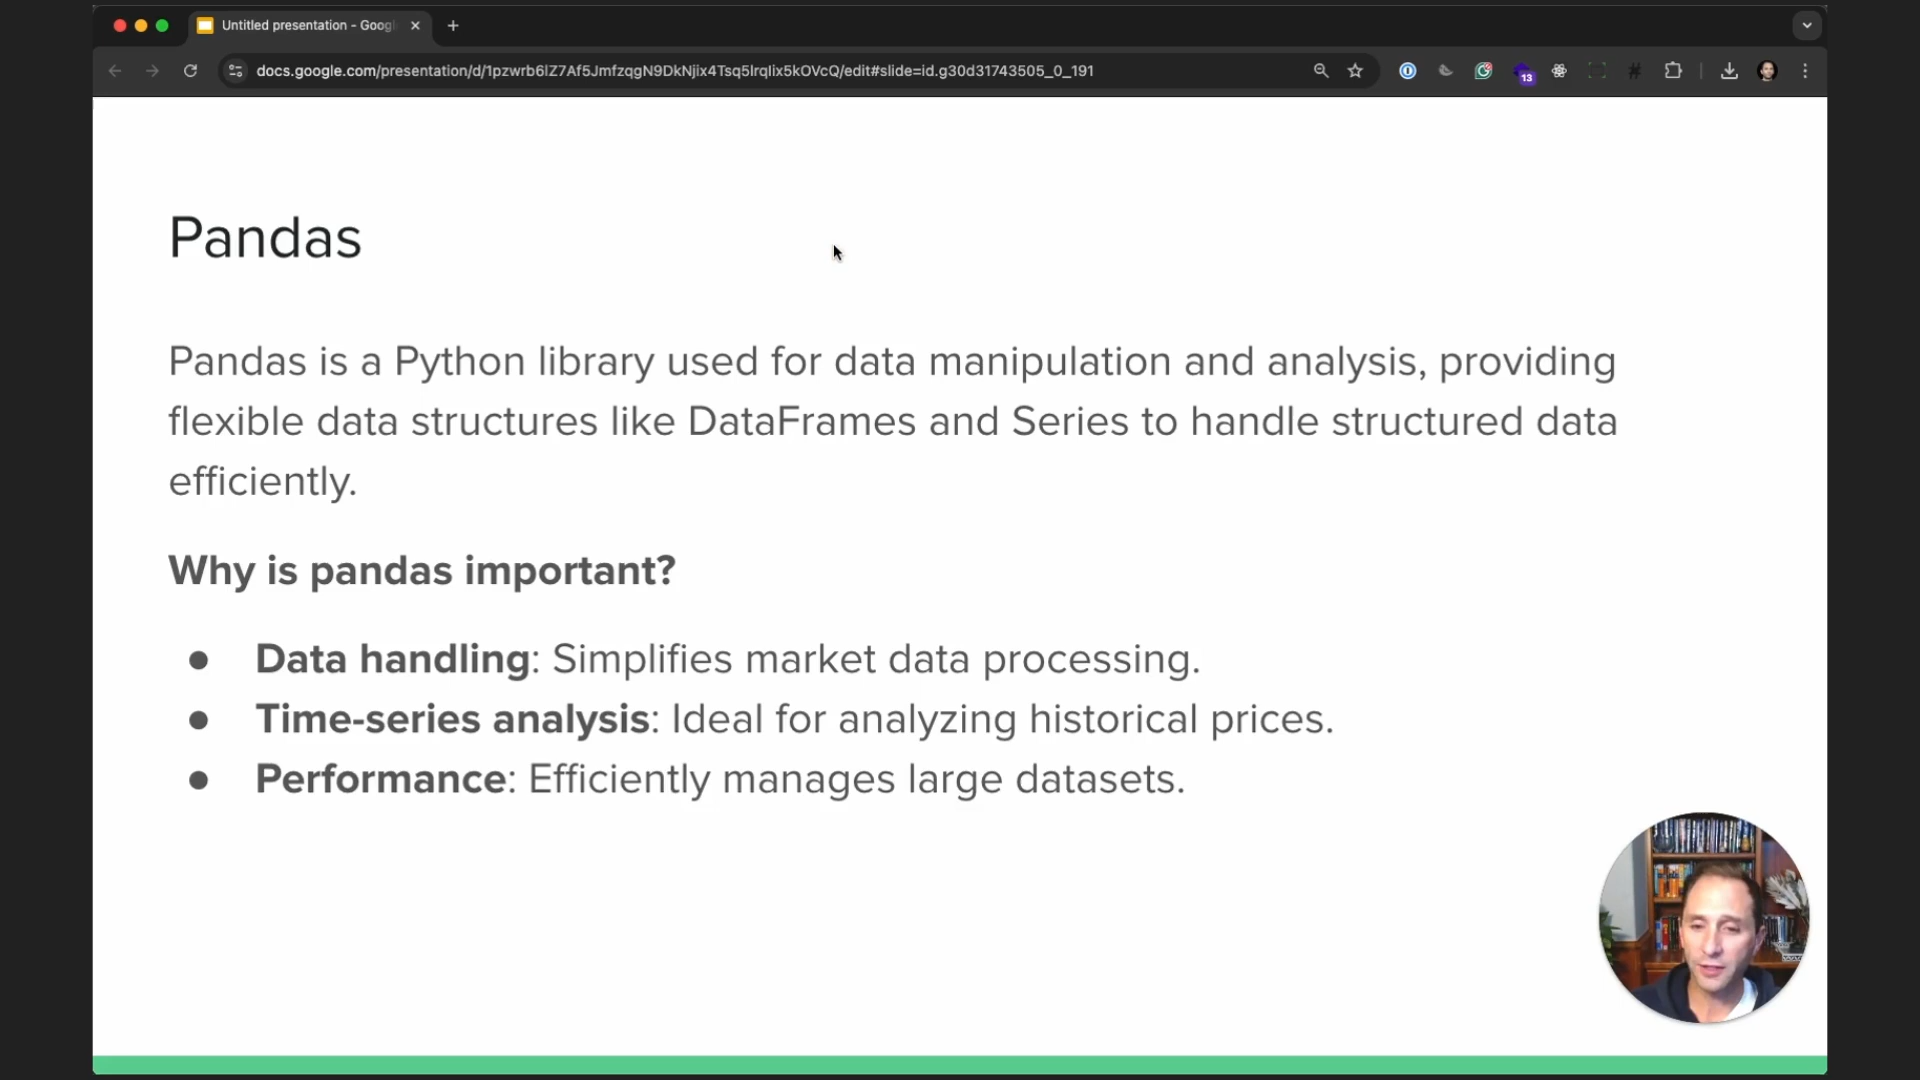 Untitled presentation - Goog
docs.google.com/presentation/d/1pzwrb6lZ7Af5JmfzqgN9DkNjix4Tsq5lrqlix5kOVcQ/edit#slide=id.g30d31743505_0_191
13
Pandas
Pandas is a Python library used for data manipulation and analysis, providing
flexible data structures like DataFrames and Series to handle structured data
efficiently.
Why is pandas important?
● Data handling: Simplifies market data processing.
● Time-series analysis: Ideal for analyzing historical prices.
● Performance: Efficiently manages large datasets.